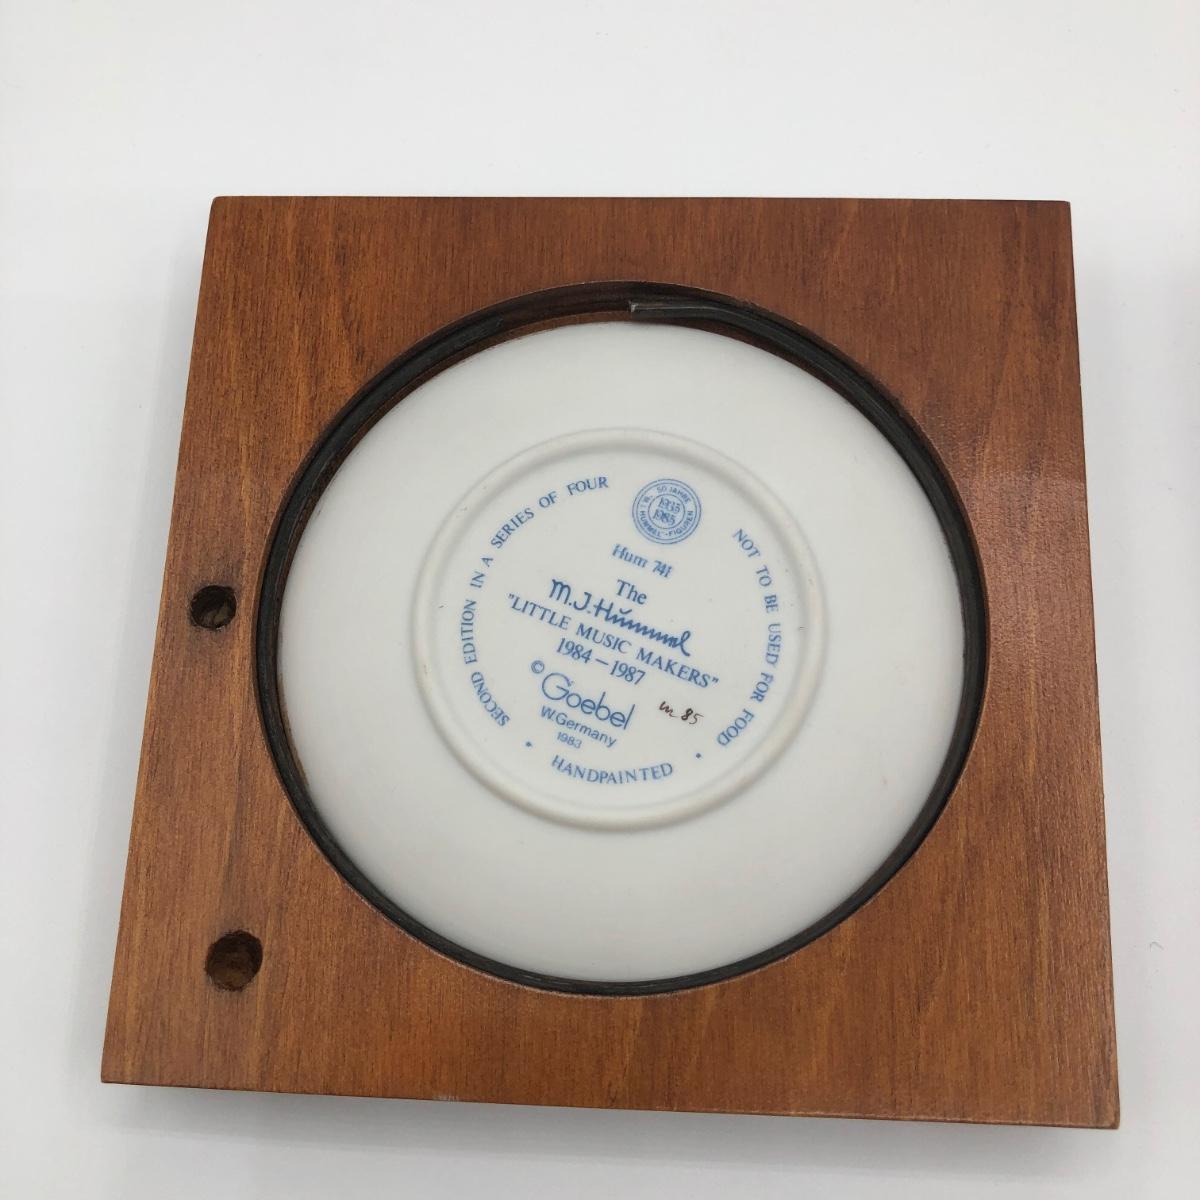 SECOND EDITION IN A SERIES OF FOUR
50 JAHRE
1935
1985
M.I. HUMMEL"-FIGUREN
NOT TO BE USED FOR FOOD
Hum 741
The
M.J.Hummel
"LITTLE MUSIC MAKERS"
1984–1987
© Goebel
W.Germany
1983
85
* HANDPAINTED *